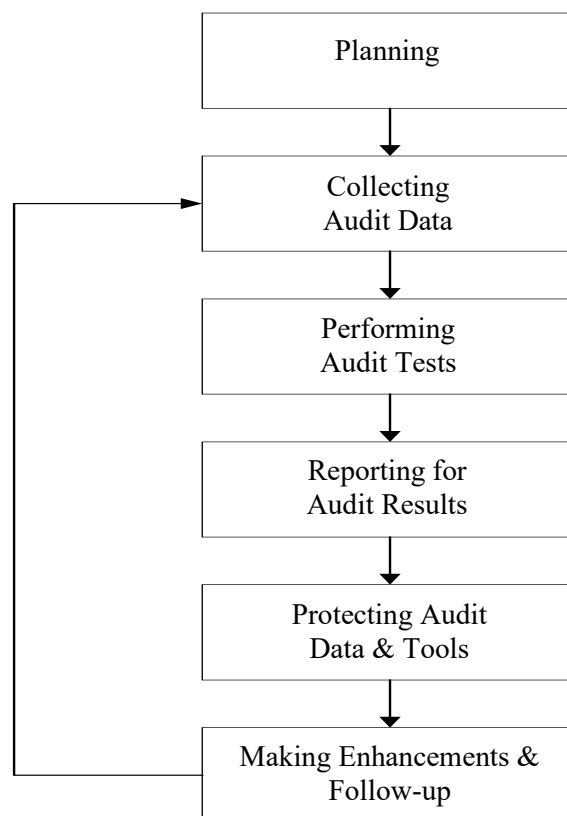 Planning
Collecting
Audit Data
Performing
Audit Tests
Reporting for
Audit Results
Protecting Audit
Data & Tools
Making Enhancements &
Follow-up